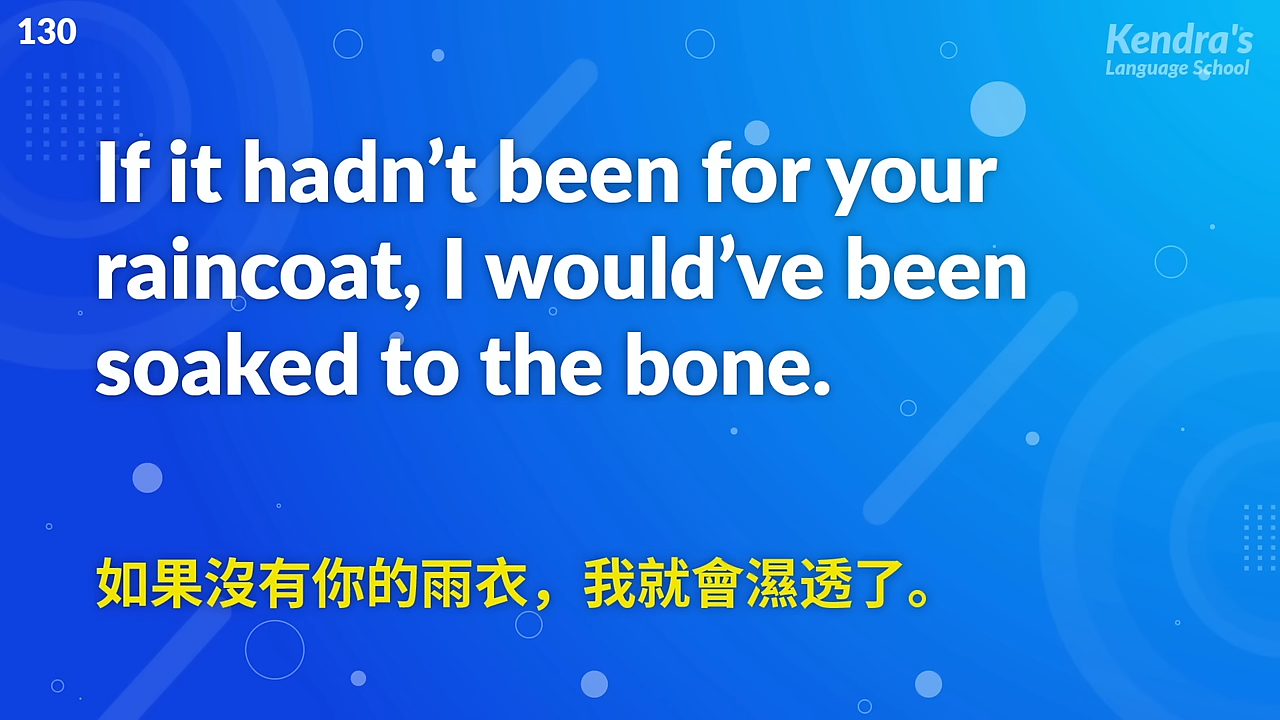 130
Kendra's
Language School
If it hadn’t been for your
raincoat, I would’ve been
soaked to the bone.
如果沒有你的雨衣，我就會濕透了。